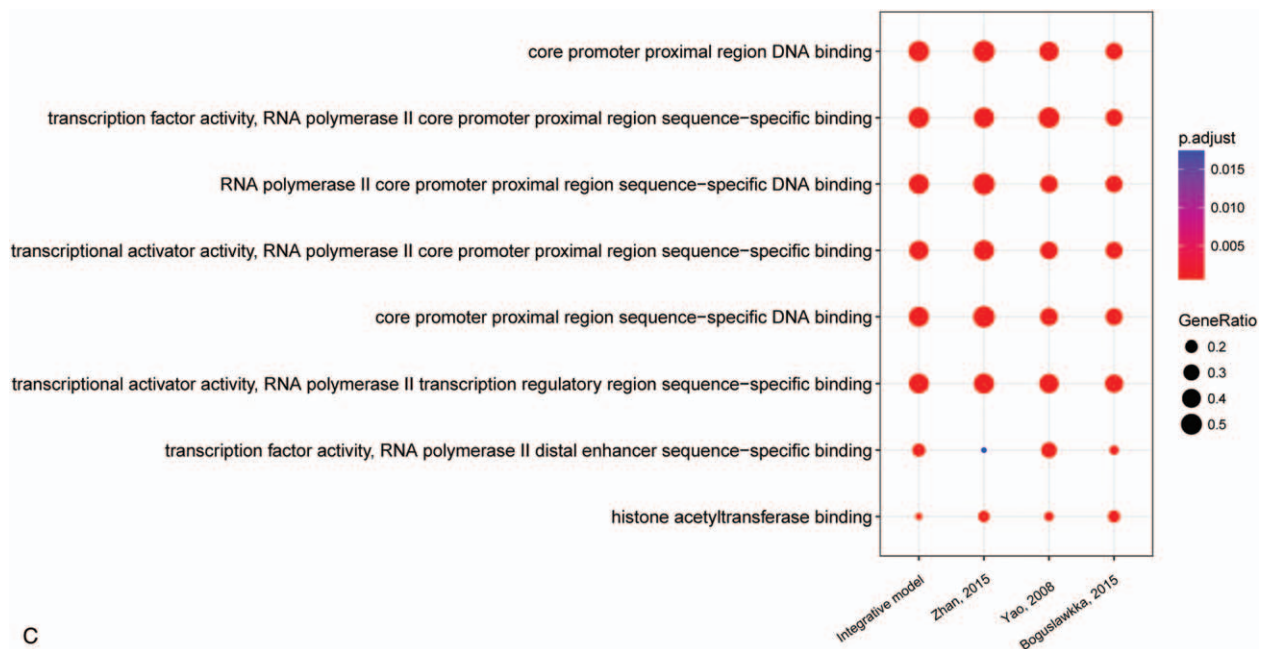 core promoter proximal region DNA binding
transcription factor activity, RNA polymerase II core promoter proximal region sequence−specific binding
RNA polymerase II core promoter proximal region sequence−specific DNA binding
transcriptional activator activity, RNA polymerase II core promoter proximal region sequence−specific binding
core promoter proximal region sequence−specific DNA binding
transcriptional activator activity, RNA polymerase II transcription regulatory region sequence−specific binding
transcription factor activity, RNA polymerase II distal enhancer sequence−specific binding
histone acetyltransferase binding
p.adjust
0.015
0.010
0.005
GeneRatio
0.2
0.3
0.4
0.5
Integrative model
Zhan, 2015
Yao, 2008
Boguslawkka, 2015
C